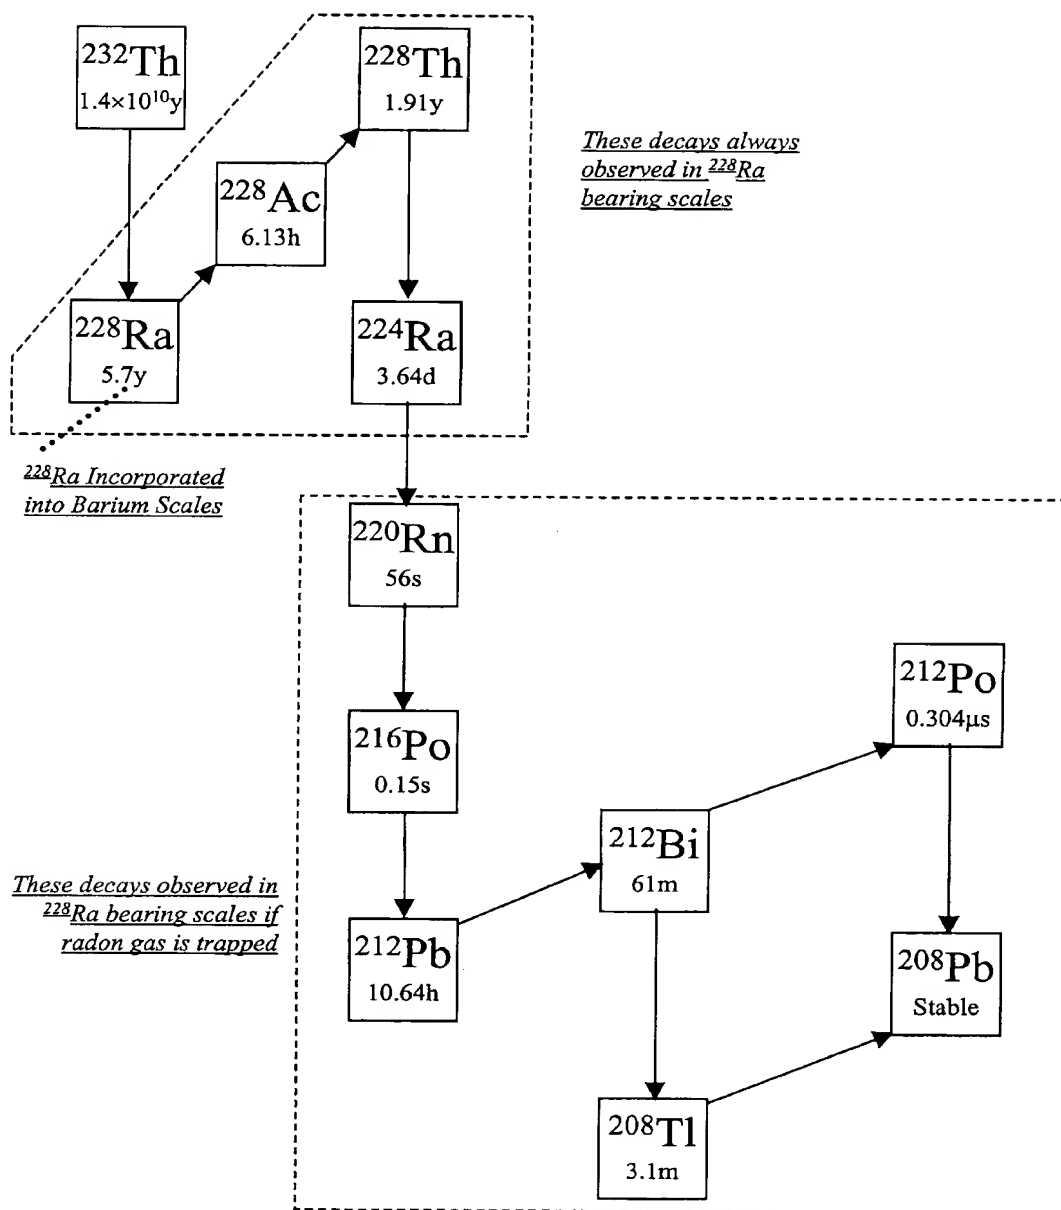 ²³²Th
1.4×10¹⁰y
²²⁸Th
1.91y
These decays always
observed in ²²⁸Ra
bearing scales
²²⁸Ac
6.13h
²²⁸Ra
5.7y
²²⁴Ra
3.64d
²²⁸Ra Incorporated
into Barium Scales
²²⁰Rn
56s
²¹⁶Po
0.15s
²¹²Po
0.304μs
²¹²Bi
61m
These decays observed in
²²⁸Ra bearing scales if
radon gas is trapped
²¹²Pb
10.64h
²⁰⁸Pb
Stable
²⁰⁸Tl
3.1m